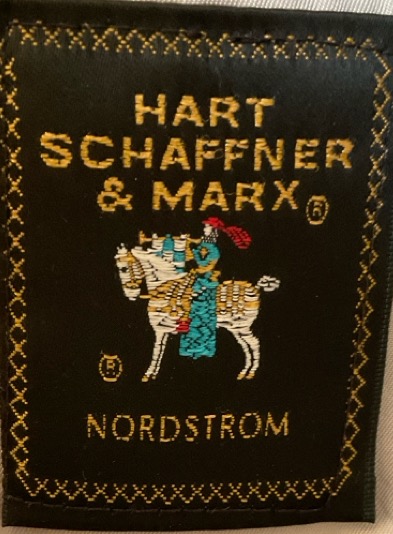 HART
SCHAFFNER
& MARX®
®
NORDSTROM